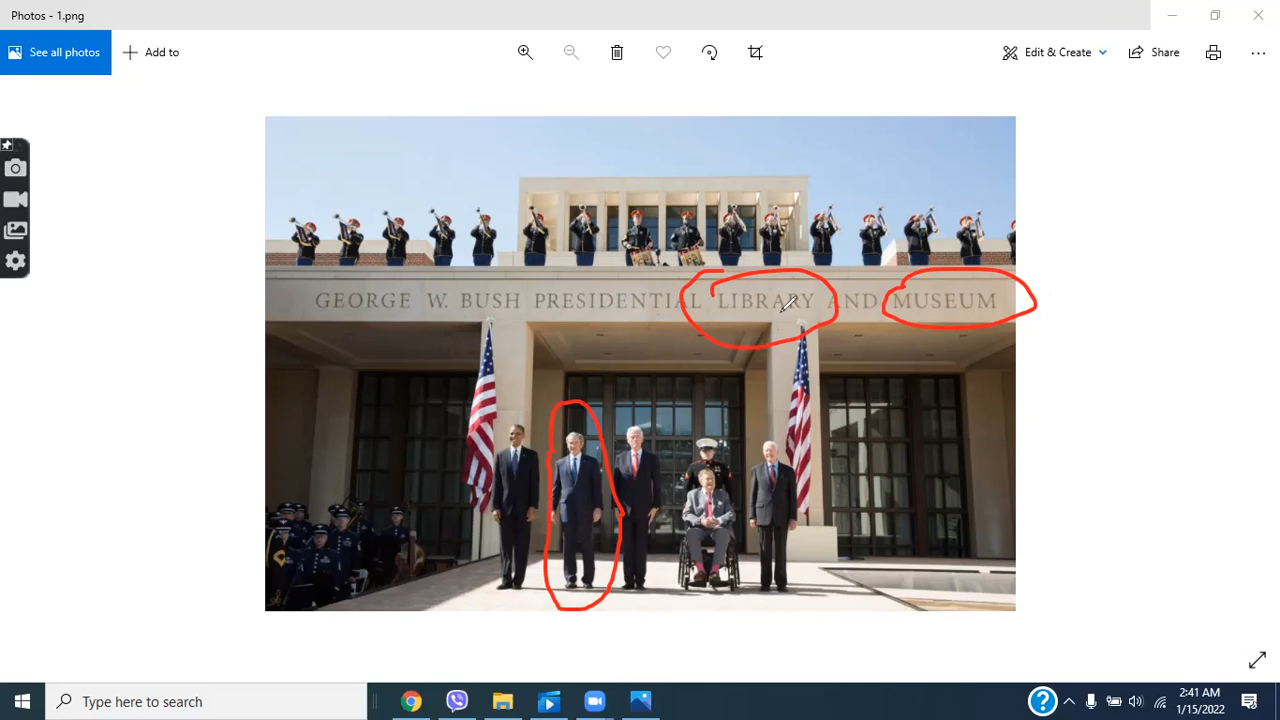 Photos - 1.png
See all photos
Add to
Edit & Create
Share
GEORGE W. BUSH PRESIDENTIAL LIBRARY AND MUSEUM
Type here to search
2:41 AM
1/15/2022